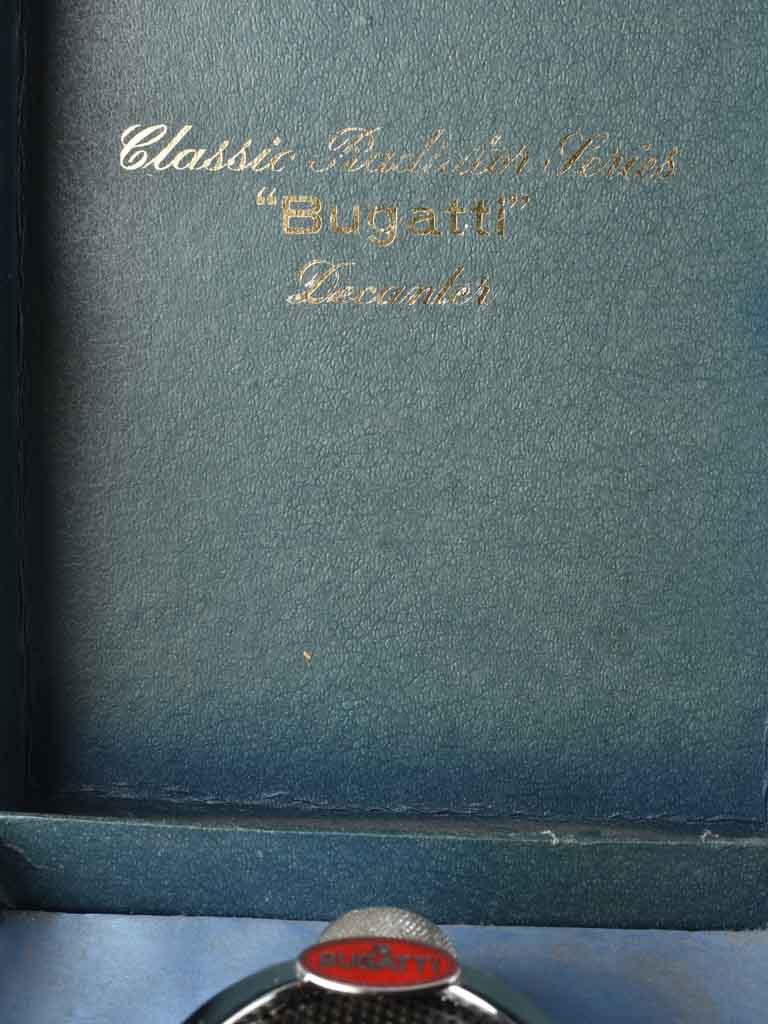 Classic Radiator Series
"Bugatti"
Decanter
BUGATTI